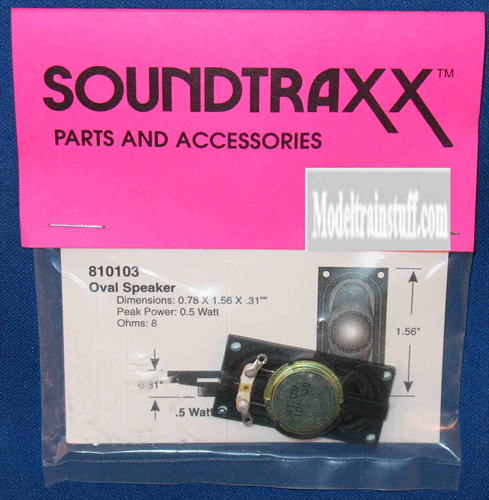 SOUNDTRAXX™
PARTS AND ACCESSORIES
Modeltrainstuff.com
810103
Oval Speaker
Dimensions: 0.78 X 1.56 X .31""
Peak Power: 0.5 Watt
Ohms: 8
1.56"
.5 Watt